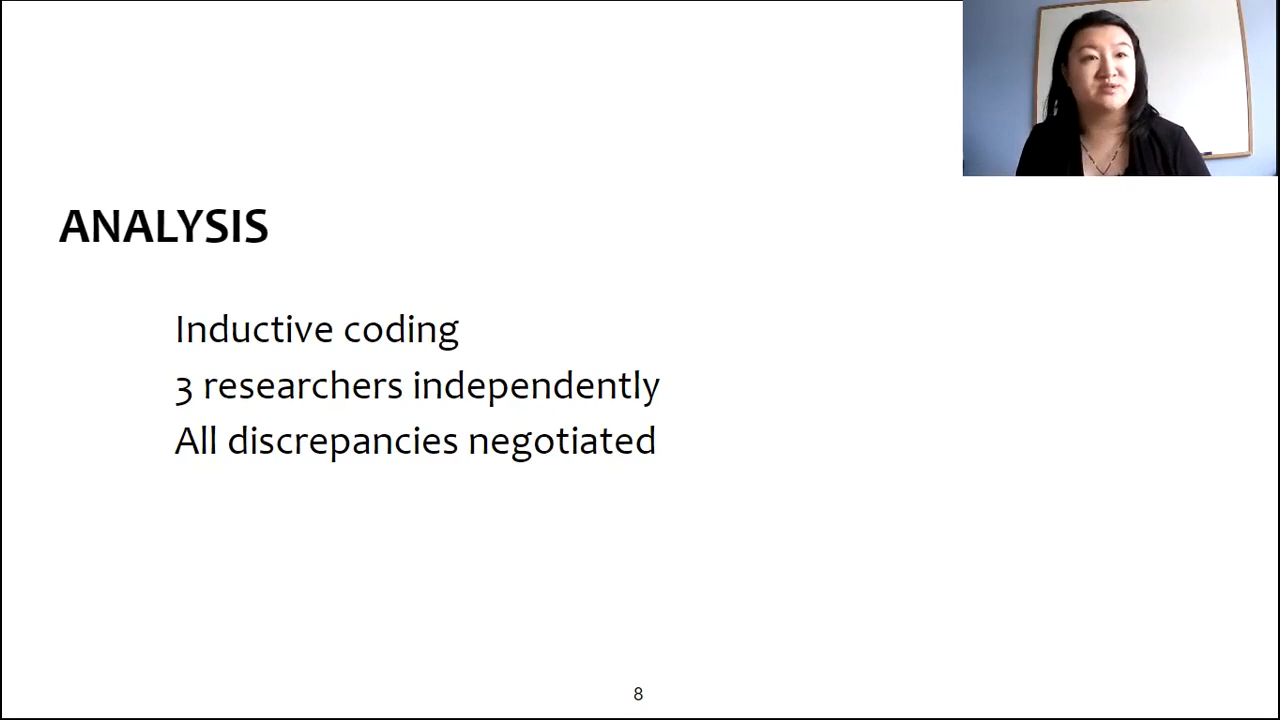 ANALYSIS
Inductive coding
3 researchers independently
All discrepancies negotiated
8